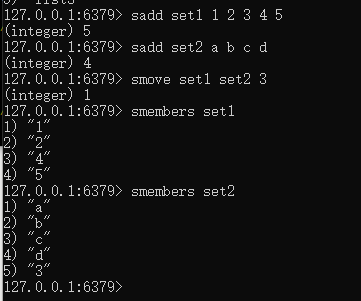 127.0.0.1:6379> sadd set1 1 2 3 4 5
(integer) 5
127.0.0.1:6379> sadd set2 a b c d
(integer) 4
127.0.0.1:6379> smove set1 set2 3
(integer) 1
127.0.0.1:6379> smembers set1
1) "1"
2) "2"
3) "4"
4) "5"
127.0.0.1:6379> smembers set2
1) "a"
2) "b"
3) "c"
4) "d"
5) "3"
127.0.0.1:6379>